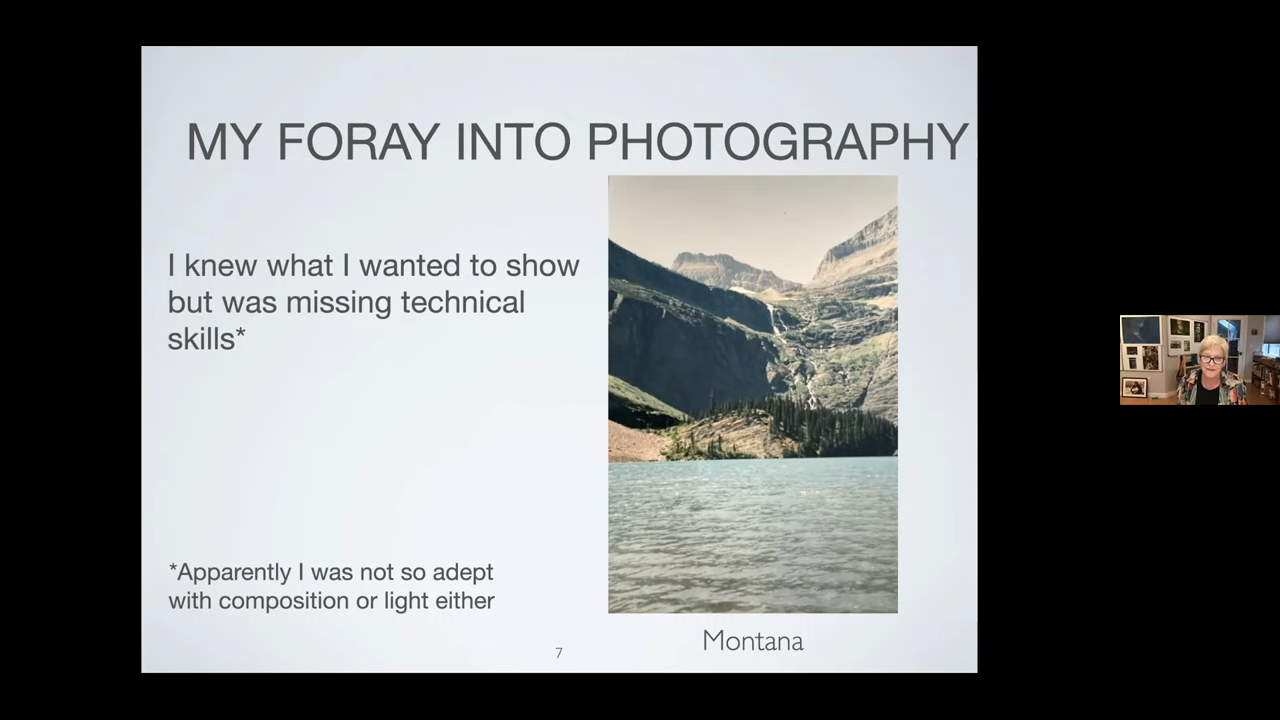 MY FORAY INTO PHOTOGRAPHY
I knew what I wanted to show
but was missing technical
skills*
*Apparently I was not so adept
with composition or light either
Montana
7